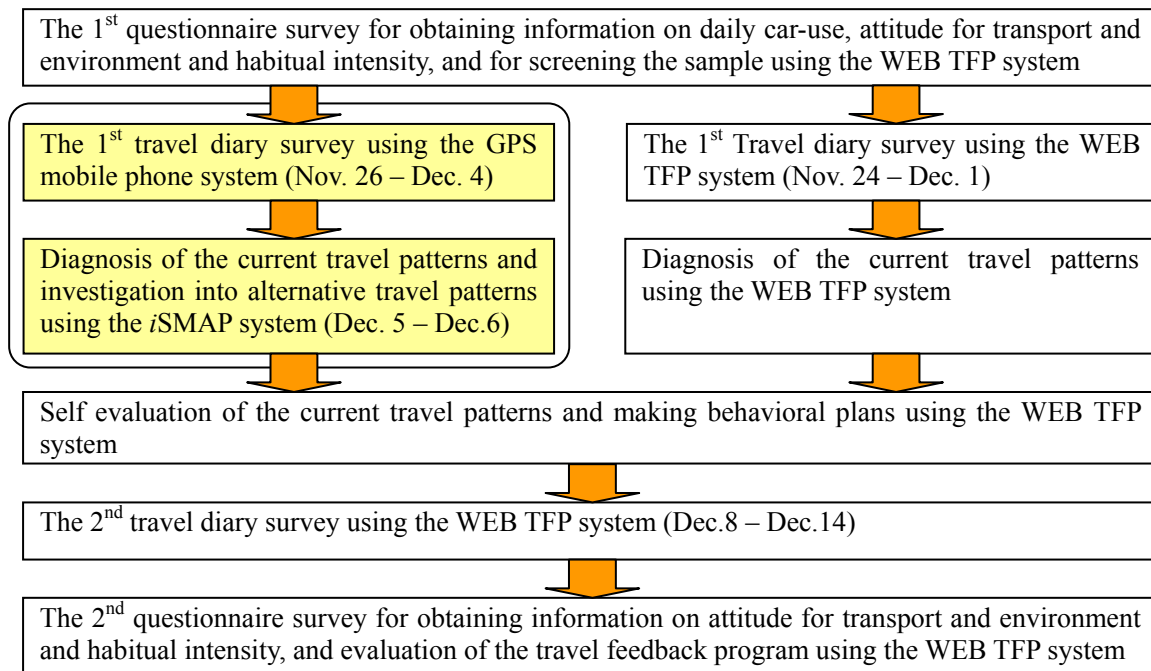 The 1st questionnaire survey for obtaining information on daily car-use, attitude for transport and
environment and habitual intensity, and for screening the sample using the WEB TFP system
The 1st travel diary survey using the GPS
mobile phone system (Nov. 26 – Dec. 4)
The 1st Travel diary survey using the WEB
TFP system (Nov. 24 – Dec. 1)
Diagnosis of the current travel patterns and
investigation into alternative travel patterns
using the iSMAP system (Dec. 5 – Dec.6)
Diagnosis of the current travel patterns
using the WEB TFP system
Self evaluation of the current travel patterns and making behavioral plans using the WEB TFP
system
The 2nd travel diary survey using the WEB TFP system (Dec.8 – Dec.14)
The 2nd questionnaire survey for obtaining information on attitude for transport and environment
and habitual intensity, and evaluation of the travel feedback program using the WEB TFP system